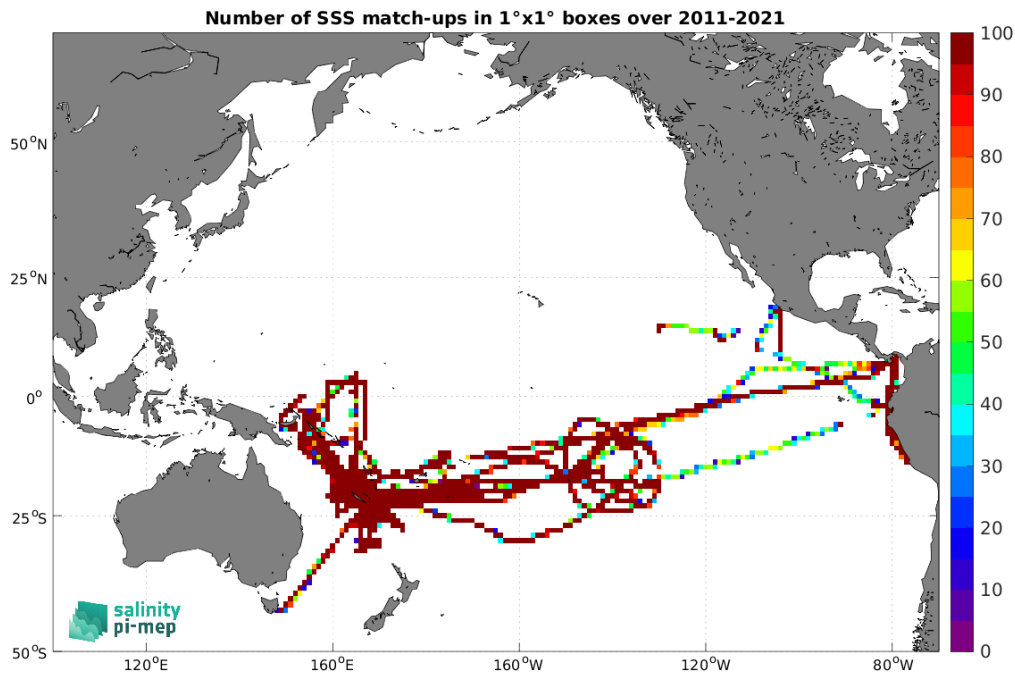 Number of SSS match-ups in 1°x1° boxes over 2011-2021
100
90
80
70
60
50
40
30
20
10
0
50°N
25°N
0°
25°S
50°S
120°E
160°E
160°W
120°W
80°W
salinity
pi-mep